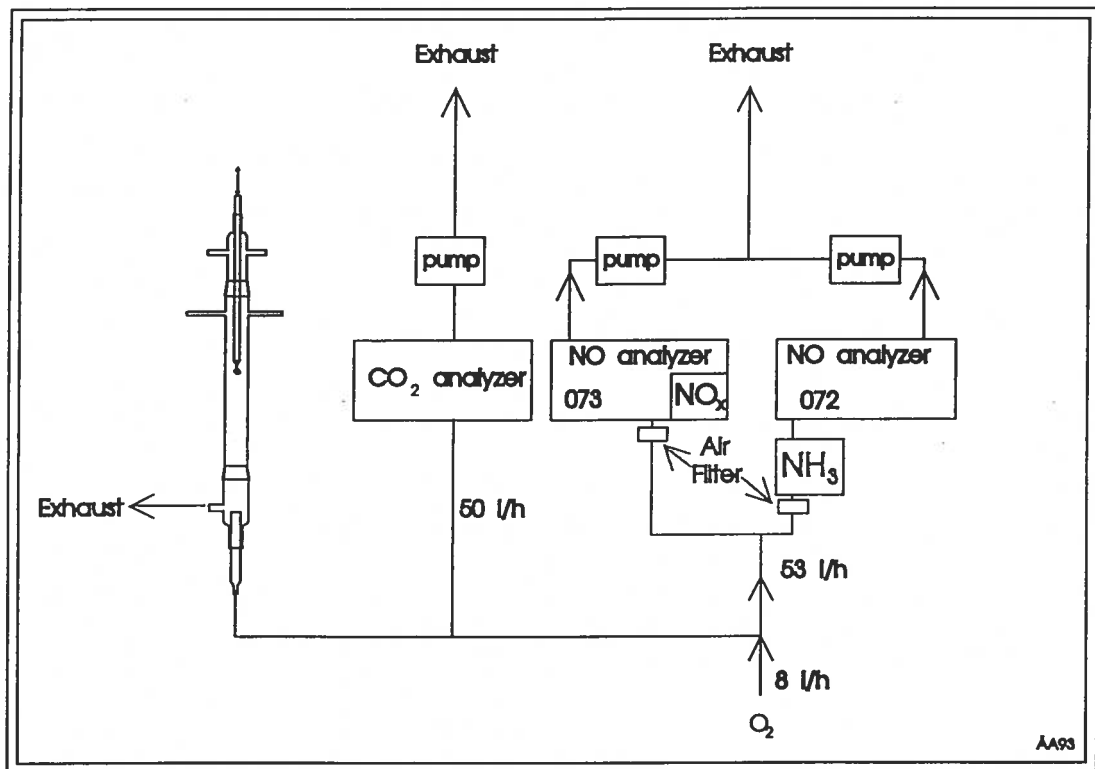 Exhaust
Exhaust
pump
pump
pump
CO₂ analyzer
NO analyzer
073
NOₓ
NO analyzer
072
Air
Filter
NH₃
Exhaust
50 l/h
53 l/h
8 l/h
O₂
ÅA93